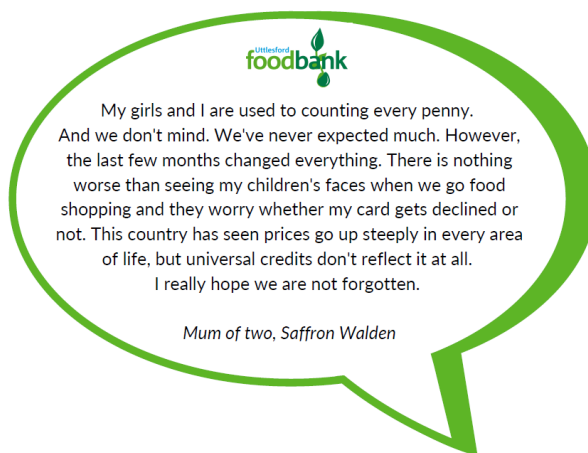 Uttlesford
foodbank
My girls and I are used to counting every penny.
And we don't mind. We've never expected much. However,
the last few months changed everything. There is nothing
worse than seeing my children's faces when we go food
shopping and they worry whether my card gets declined or
not. This country has seen prices go up steeply in every area
of life, but universal credits don't reflect it at all.
I really hope we are not forgotten.
Mum of two, Saffron Walden